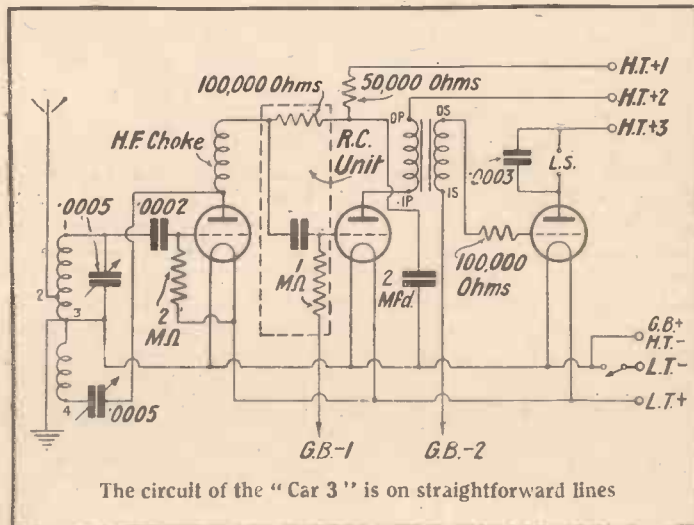 100,000 Ohms
50,000 Ohms
H.T.+1
H.T.+2
H.T.+3
H.F. Choke
R.C.
Unit
OP
OS
IP
IS
.0003
L.S.
.0005
.0002
1
2
3
4
2
MΩ
1
MΩ
2
Mfd.
100,000
Ohms
.0005
G.B.+
H.T.-
L.T.-
L.T.+
G.B.-1
G.B.-2
The circuit of the "Car 3" is on straightforward lines